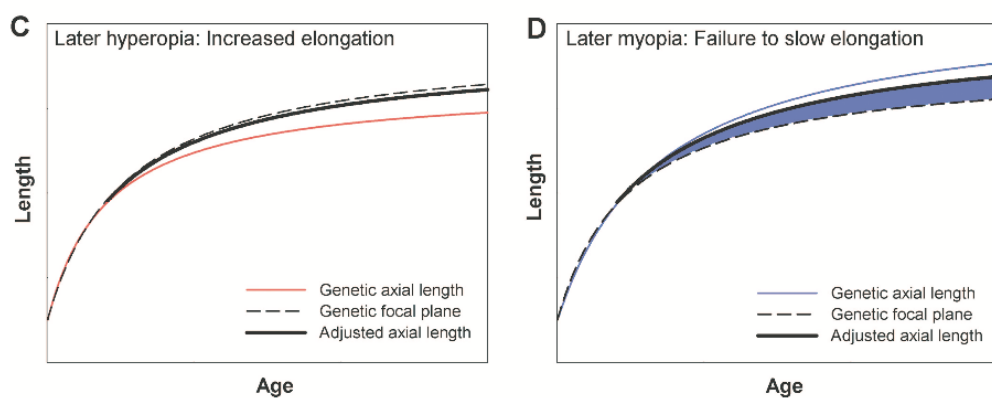 C
Later hyperopia: Increased elongation
Length
Genetic axial length
Genetic focal plane
Adjusted axial length
Age
D
Later myopia: Failure to slow elongation
Length
Genetic axial length
Genetic focal plane
Adjusted axial length
Age